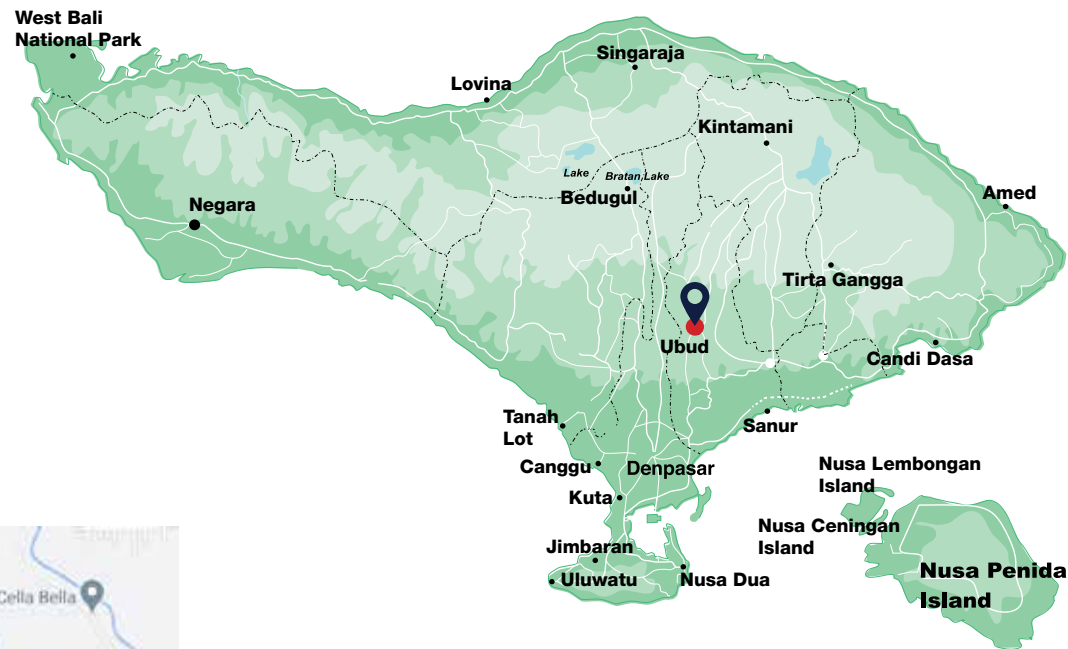 West Bali
National Park
Singaraja
Lovina
Kintamani
Lake
Bratan Lake
Bedugul
Amed
Negara
Tirta Gangga
Ubud
Candi Dasa
Tanah
Lot
Sanur
Canggu
Denpasar
Nusa Lembongan
Island
Kuta
Nusa Ceningan
Island
Jimbaran
Uluwatu
Nusa Dua
Nusa Penida
Island
Cella Bella